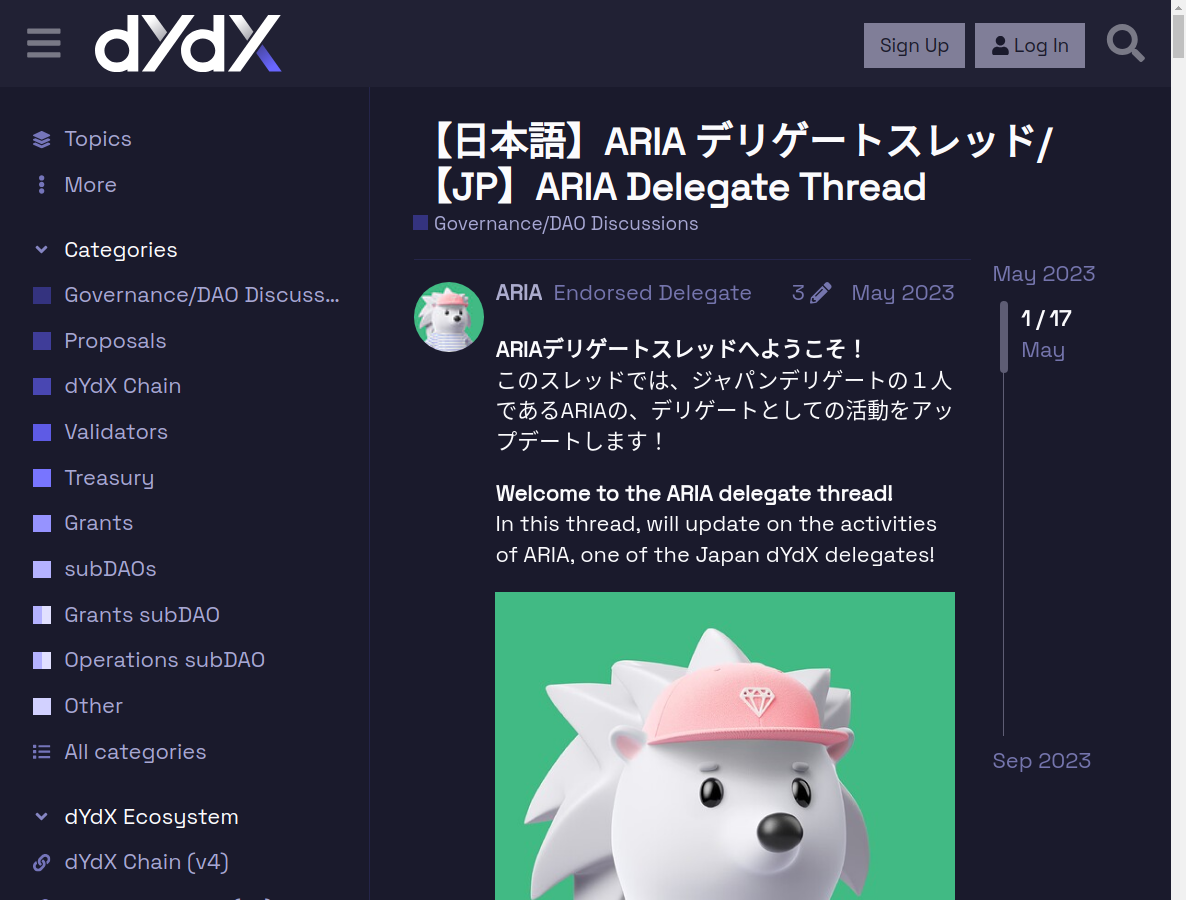 dYdX
Sign Up
Log In
Topics
More
Categories
Governance/DAO Discuss...
Proposals
dYdX Chain
Validators
Treasury
Grants
subDAOs
Grants subDAO
Operations subDAO
Other
All categories
dYdX Ecosystem
dYdX Chain (v4)
【日本語】ARIA デリゲートスレッド/
【JP】ARIA Delegate Thread
Governance/DAO Discussions
ARIA Endorsed Delegate 3 May 2023
ARIAデリゲートスレッドへようこそ！
このスレッドでは、ジャパンデリゲートの１人
であるARIAの、デリゲートとしての活動をアッ
プデートします！
Welcome to the ARIA delegate thread!
In this thread, will update on the activities
of ARIA, one of the Japan dYdX delegates!
May 2023
1 / 17
May
Sep 2023